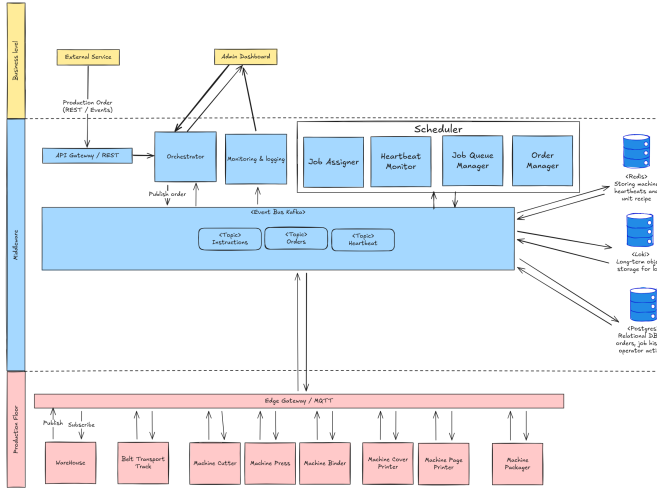 Business level
External Service
Admin Dashboard
Production Order
(REST / Events)
Middleware
Scheduler
API Gateway / REST
Orchestrator
Monitoring & logging
Job Assigner
Heartbeat
Monitor
Job Queue
Manager
Order
Manager
Publish order
<Redis>
Storing machine
heartbeats and
unit recipe
<Event Bus Kafka>
<Topic>
Instructions
<Topic>
Orders
<Topic>
Heartbeat
<Loki>
Long-term
storage for
<Postgres
Relational DB
orders, job
operator
Production Floor
Edge Gateway / MQTT
Publish
Subscribe
WareHouse
Belt Transport
Track
Machine Cutter
Machine Press
Machine Binder
Machine Cover
Printer
Machine Page
Printer
Machine
Packager